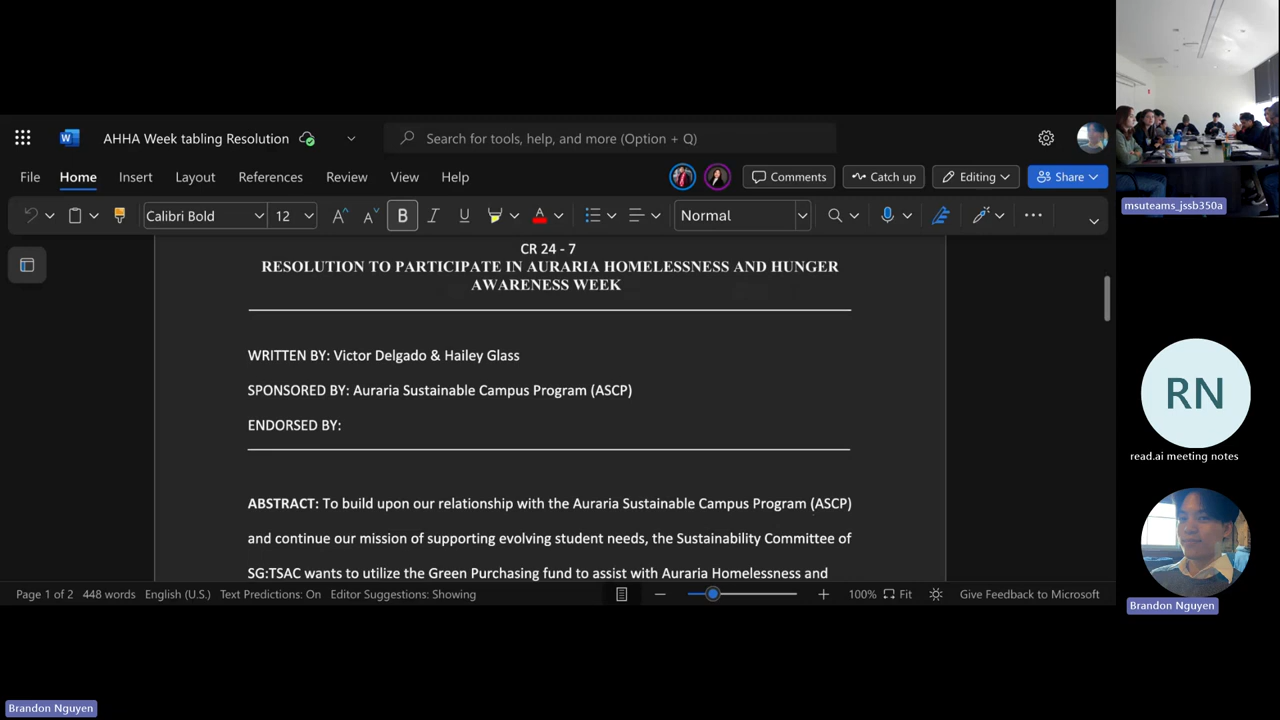 AHHA Week tabling Resolution
Search for tools, help, and more (Option + Q)
File Home Insert Layout References Review View Help
Comments Catch up Editing Share
Calibri Bold 12 A A B I U A Normal
CR 24 - 7
RESOLUTION TO PARTICIPATE IN AURARIA HOMELESSNESS AND HUNGER
AWARENESS WEEK
WRITTEN BY: Victor Delgado & Hailey Glass
SPONSORED BY: Auraria Sustainable Campus Program (ASCP)
ENDORSED BY:
ABSTRACT: To build upon our relationship with the Auraria Sustainable Campus Program (ASCP)
and continue our mission of supporting evolving student needs, the Sustainability Committee of
SG:TSAC wants to utilize the Green Purchasing fund to assist with Auraria Homelessness and
Page 1 of 2 448 words English (U.S.) Text Predictions: On Editor Suggestions: Showing 100% Fit Give Feedback to Microsoft
msuteams_jssb350a
RN
read.ai meeting notes
Brandon Nguyen
Brandon Nguyen